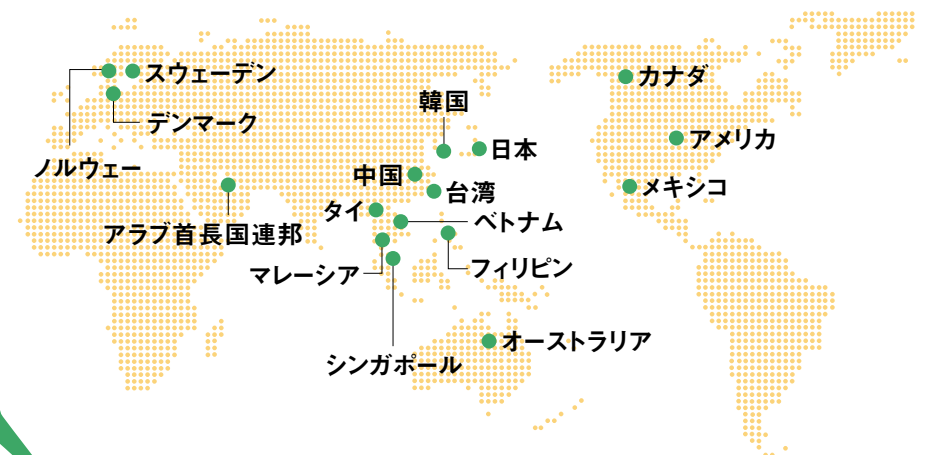 スウェーデン
カナダ
韓国
デンマーク
アメリカ
日本
ノルウェー
中国
メキシコ
台湾
タイ
ベトナム
アラブ首長国連邦
マレーシア
フィリピン
オーストラリア
シンガポール